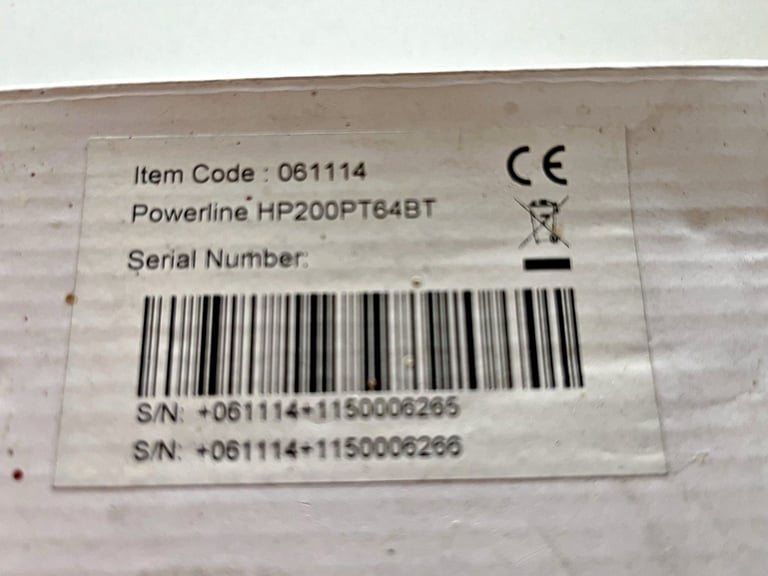 Item Code : 061114
CE
Powerline HP200PT64BT
Serial Number:
S/N: +061114+1150006265
S/N: +061114+1150006266